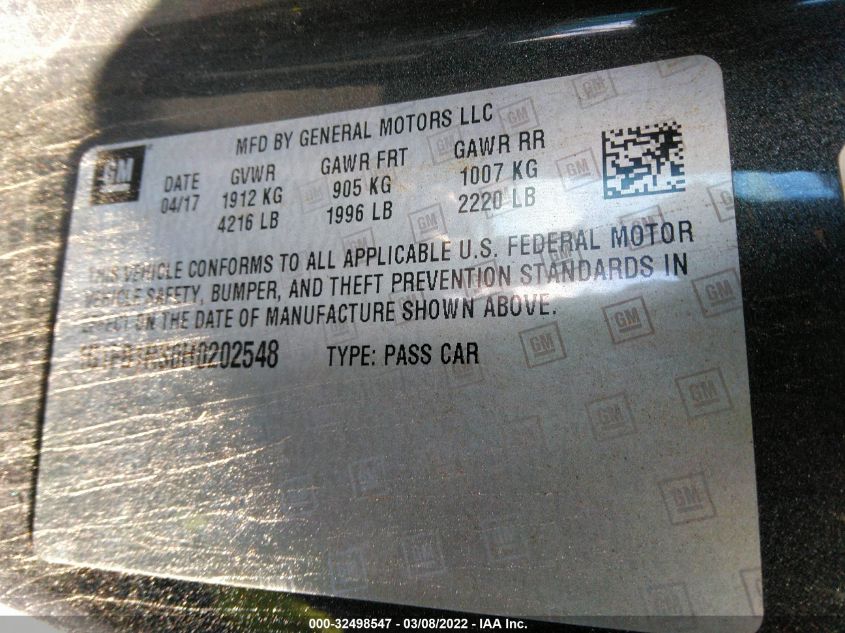 MFD BY GENERAL MOTORS LLC
GM
DATE GVWR GAWR FRT GAWR RR
04/17 1912 KG 905 KG 1007 KG
4216 LB 1996 LB 2220 LB
THIS VEHICLE CONFORMS TO ALL APPLICABLE U.S. FEDERAL MOTOR
VEHICLE SAFETY, BUMPER, AND THEFT PREVENTION STANDARDS IN
EFFECT ON THE DATE OF MANUFACTURE SHOWN ABOVE.
TYPE: PASS CAR
000-32498547 - 03/08/2022 - IAA Inc.